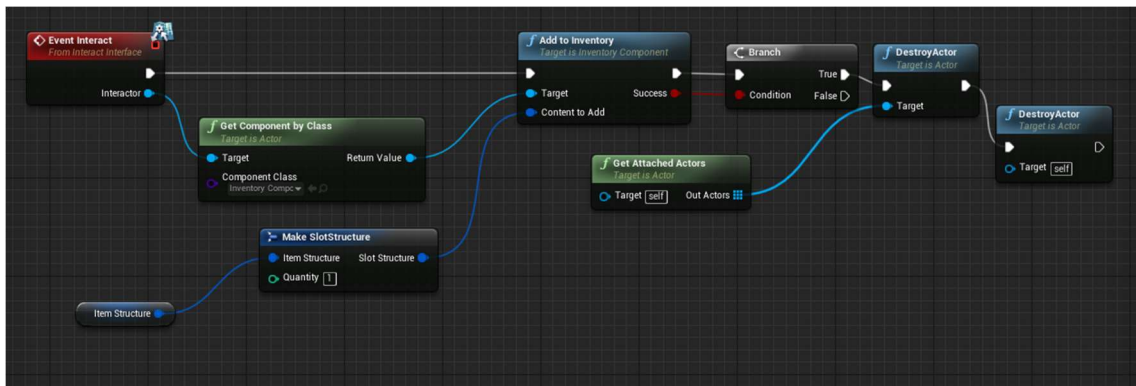 Event Interact
From Interact Interface
Interactor
Get Component by Class
Target is Actor
Target
Return Value
Component Class
Inventory Compc
Make SlotStructure
Item Structure
Slot Structure
Quantity
1
Item Structure
f Add to Inventory
Target is Inventory Component
Target
Success
Content to Add
Branch
True
Condition
False
Get Attached Actors
Target is Actor
Target
self
Out Actors
DestroyActor
Target is Actor
Target
DestroyActor
Target is Actor
Target
self